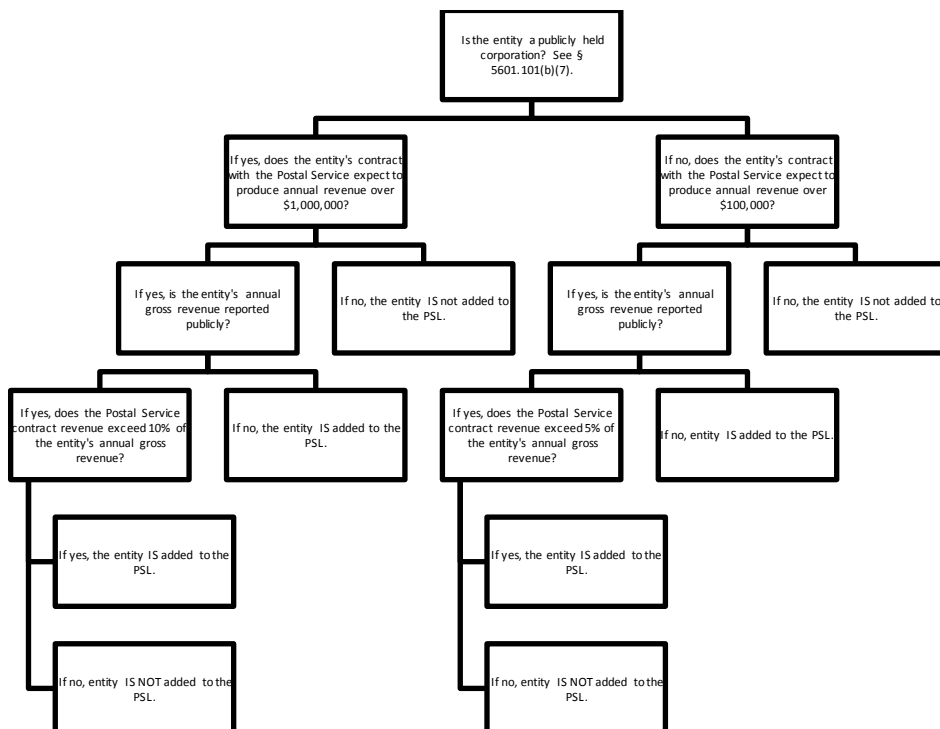 Is the entity a publicly held
corporation? See §
5601.101(b)(7).
If yes, does the entity's contract
with the Postal Service expect to
produce annual revenue over
$1,000,000?
If no, does the entity's contract
with the Postal Service expect to
produce annual revenue over
$100,000?
If yes, is the entity's annual
gross revenue reported
publicly?
If no, the entity IS not added to
the PSL.
If yes, is the entity's annual
gross revenue reported
publicly?
If no, the entity IS not added to
the PSL.
If yes, does the Postal Service
contract revenue exceed 10% of
the entity's annual gross
revenue?
If no, the entity IS added to the
PSL.
If yes, does the Postal Service
contract revenue exceed 5% of
the entity's annual gross
revenue?
If no, entity IS added to the PSL.
If yes, the entity IS added to the
PSL.
If yes, the entity IS added to the
PSL.
If no, entity IS NOT added to the
PSL.
If no, entity IS NOT added to the
PSL.